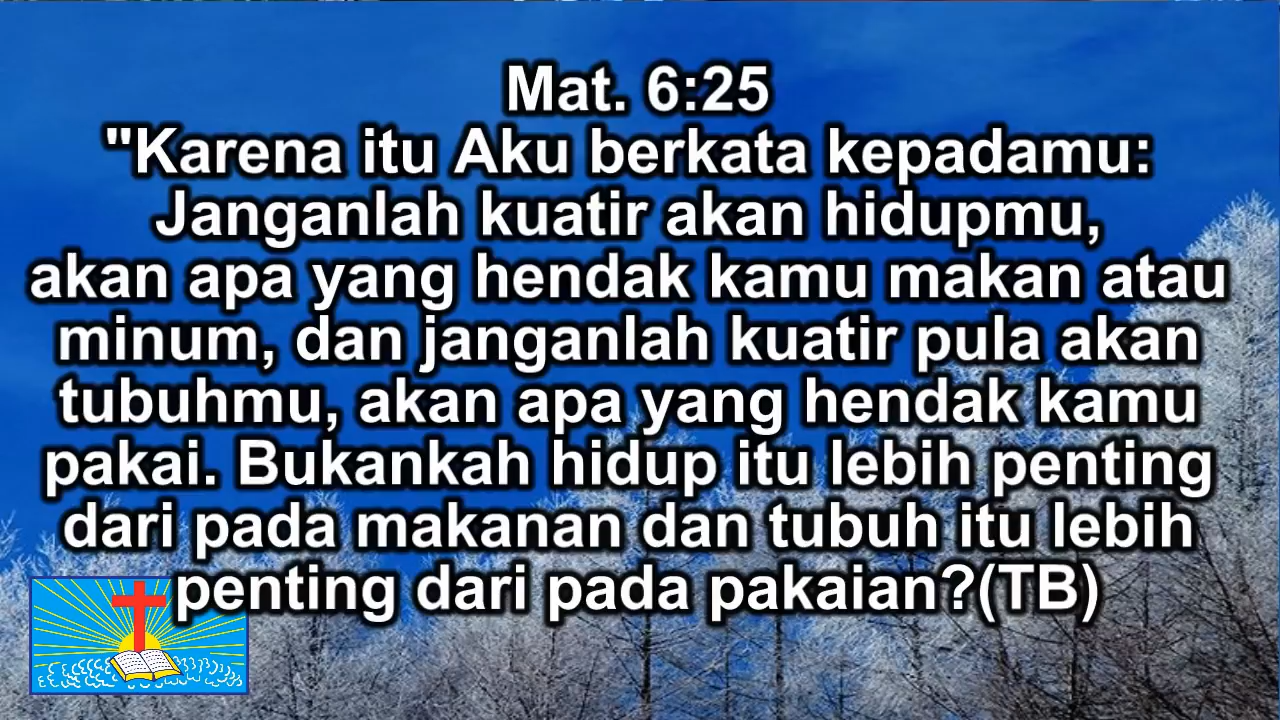 Mat. 6:25
"Karena itu Aku berkata kepadamu:
Janganlah kuatir akan hidupmu,
akan apa yang hendak kamu makan atau
minum, dan janganlah kuatir pula akan
tubuhmu, akan apa yang hendak kamu
pakai. Bukankah hidup itu lebih penting
dari pada makanan dan tubuh itu lebih
penting dari pada pakaian?(TB)